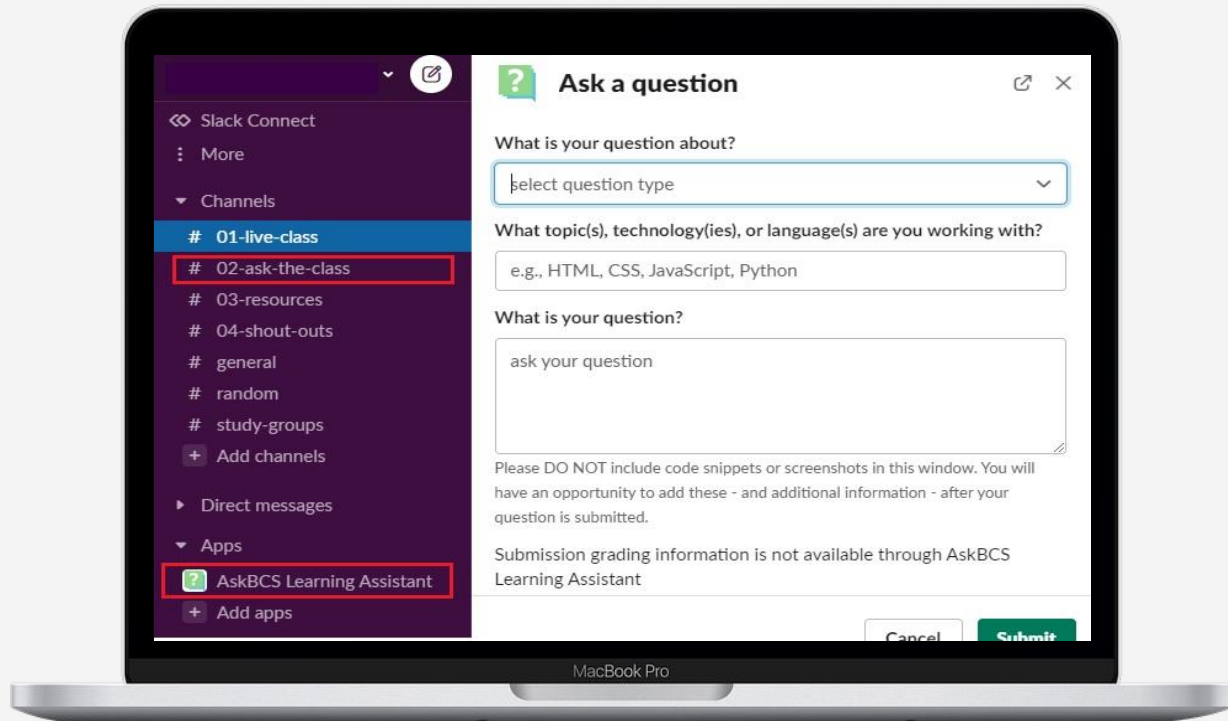 Slack Connect
More
Channels
# 01-live-class
# 02-ask-the-class
# 03-resources
# 04-shout-outs
# general
# random
# study-groups
+ Add channels
Direct messages
Apps
? AskBCS Learning Assistant
+ Add apps
? Ask a question
What is your question about?
select question type
What topic(s), technology(ies), or language(s) are you working with?
e.g., HTML, CSS, JavaScript, Python
What is your question?
ask your question
Please DO NOT include code snippets or screenshots in this window. You will
have an opportunity to add these - and additional information - after your
question is submitted.
Submission grading information is not available through AskBCS
Learning Assistant
Cancel Submit
MacBook Pro